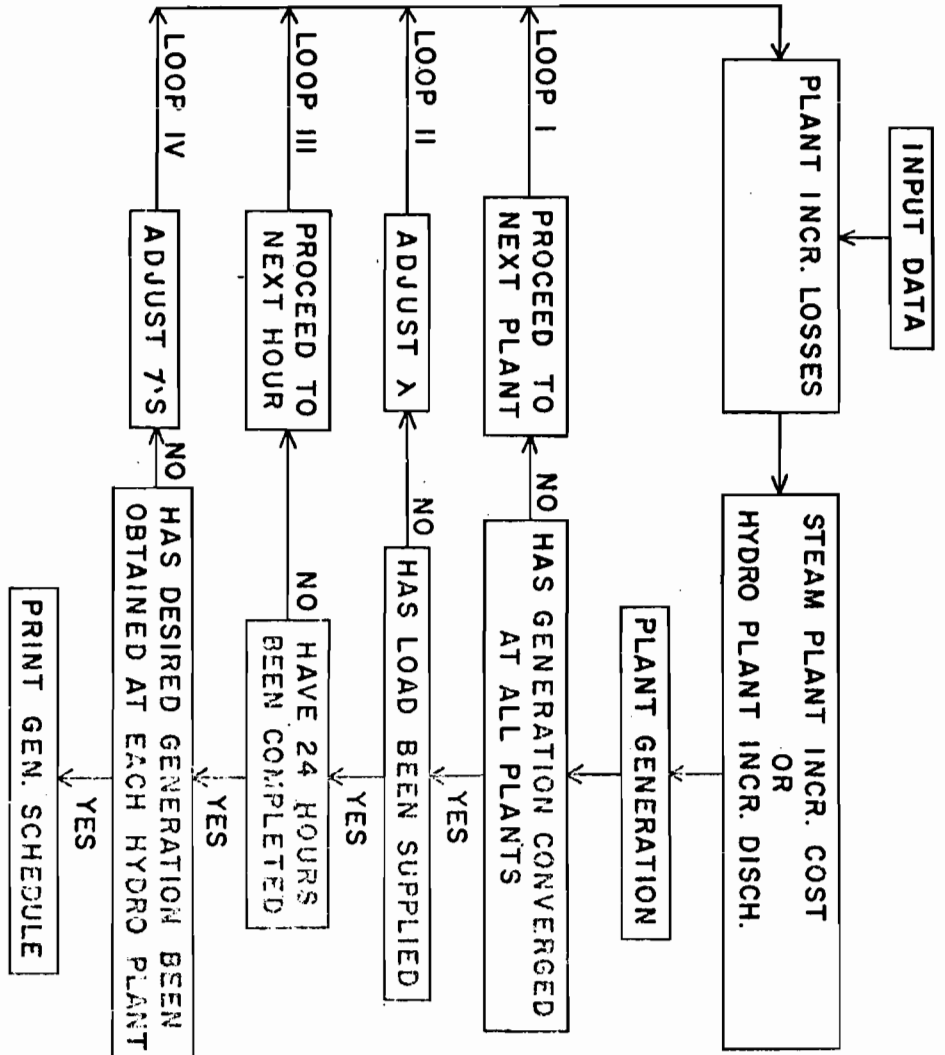 INPUT DATA
PLANT INCR. LOSSES
STEAM PLANT INCR. COST
OR
HYDRO PLANT INCR. DISCH.
PLANT GENERATION
LOOP I
PROCEED TO
NEXT PLANT
NO
HAS GENERATION CONVERGED
AT ALL PLANTS
YES
LOOP II
ADJUST λ
NO
HAS LOAD BEEN SUPPLIED
YES
LOOP III
PROCEED TO
NEXT HOUR
NO
HAVE 24 HOURS
BEEN COMPLETED
YES
LOOP IV
ADJUST 7'S
NO
HAS DESIRED GENERATION BEEN
OBTAINED AT EACH HYDRO PLANT
YES
PRINT GEN. SCHEDULE